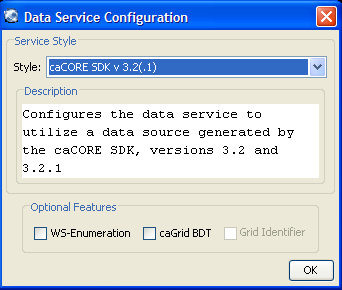 Data Service Configuration
Service Style
Style: caCORE SDK v 3.2(.1)
Description
Configures the data service to
utilize a data source generated by
the caCORE SDK, versions 3.2 and
3.2.1
Optional Features
WS-Enumeration caGrid BDT Grid Identifier
OK